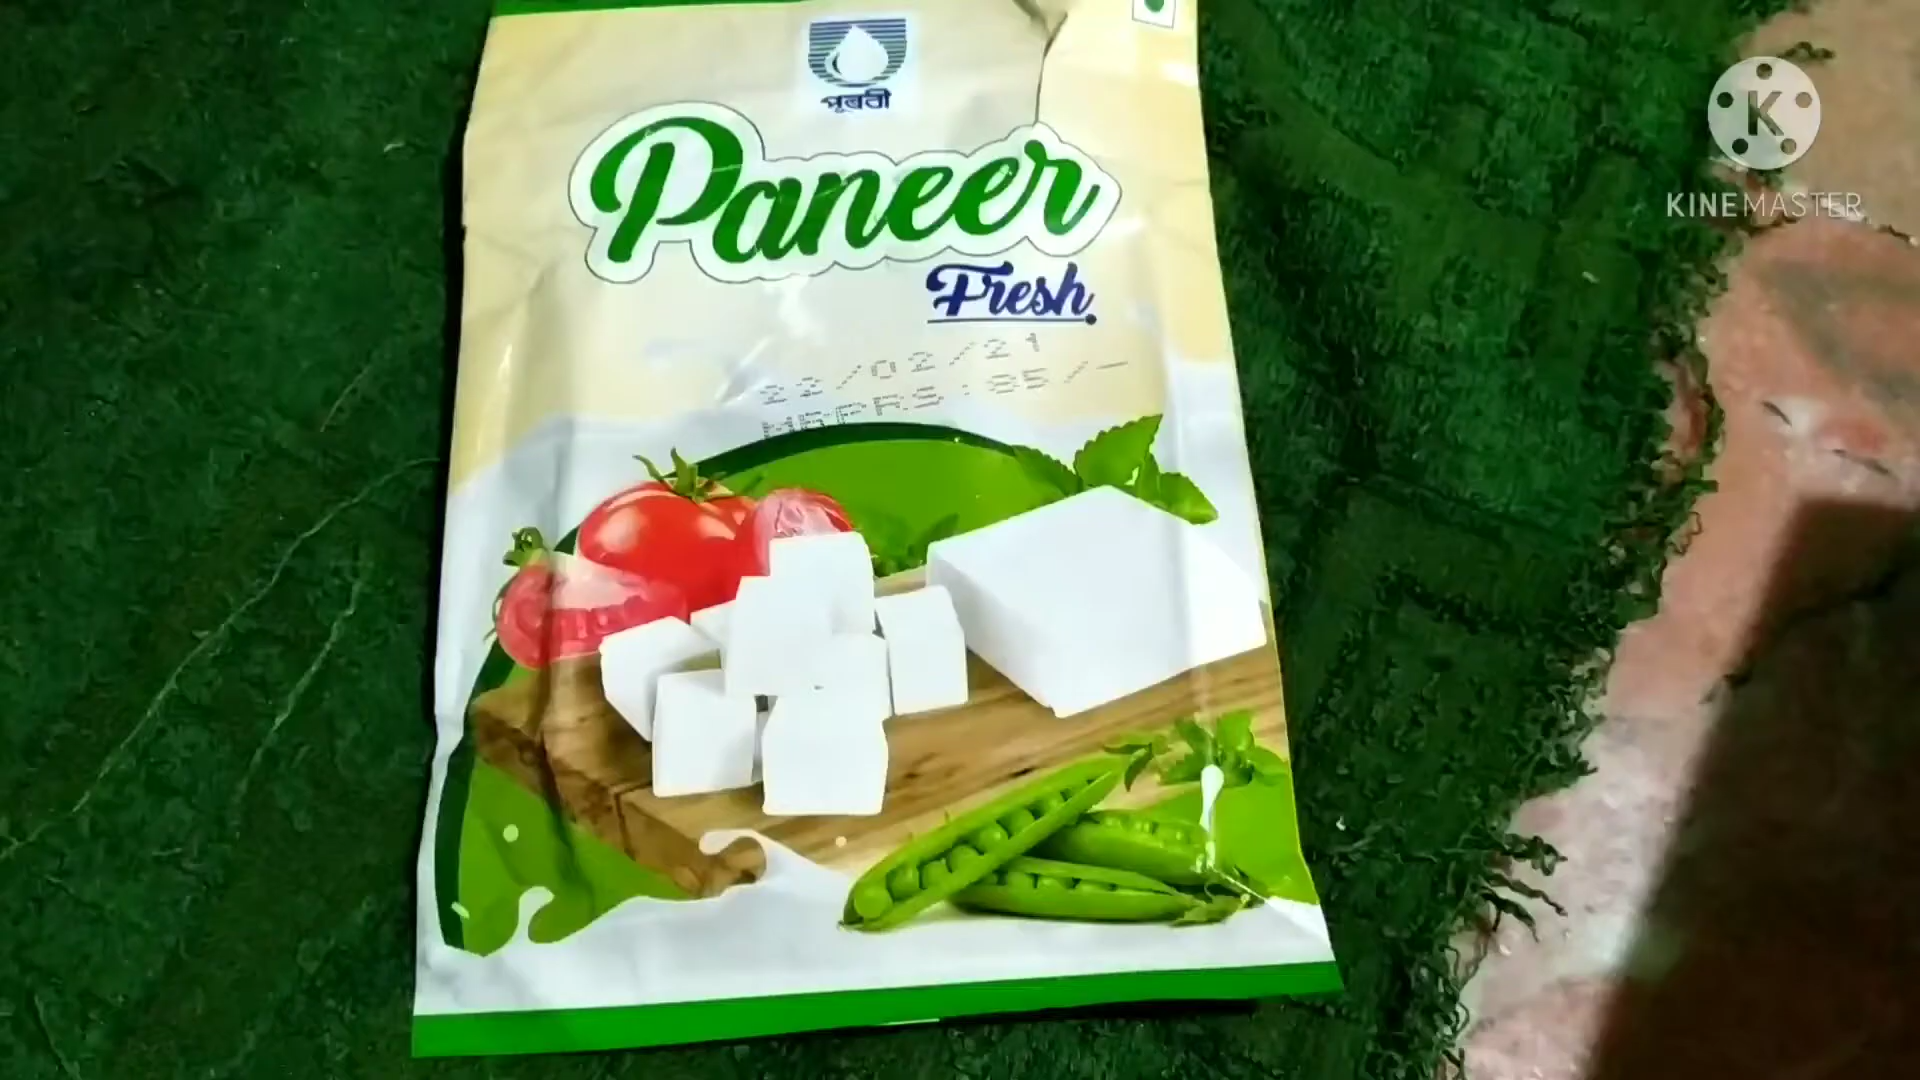 পূৰবী
Paneer
Fresh
22/02/21
MRPRS:85/-
K
KINEMASTER